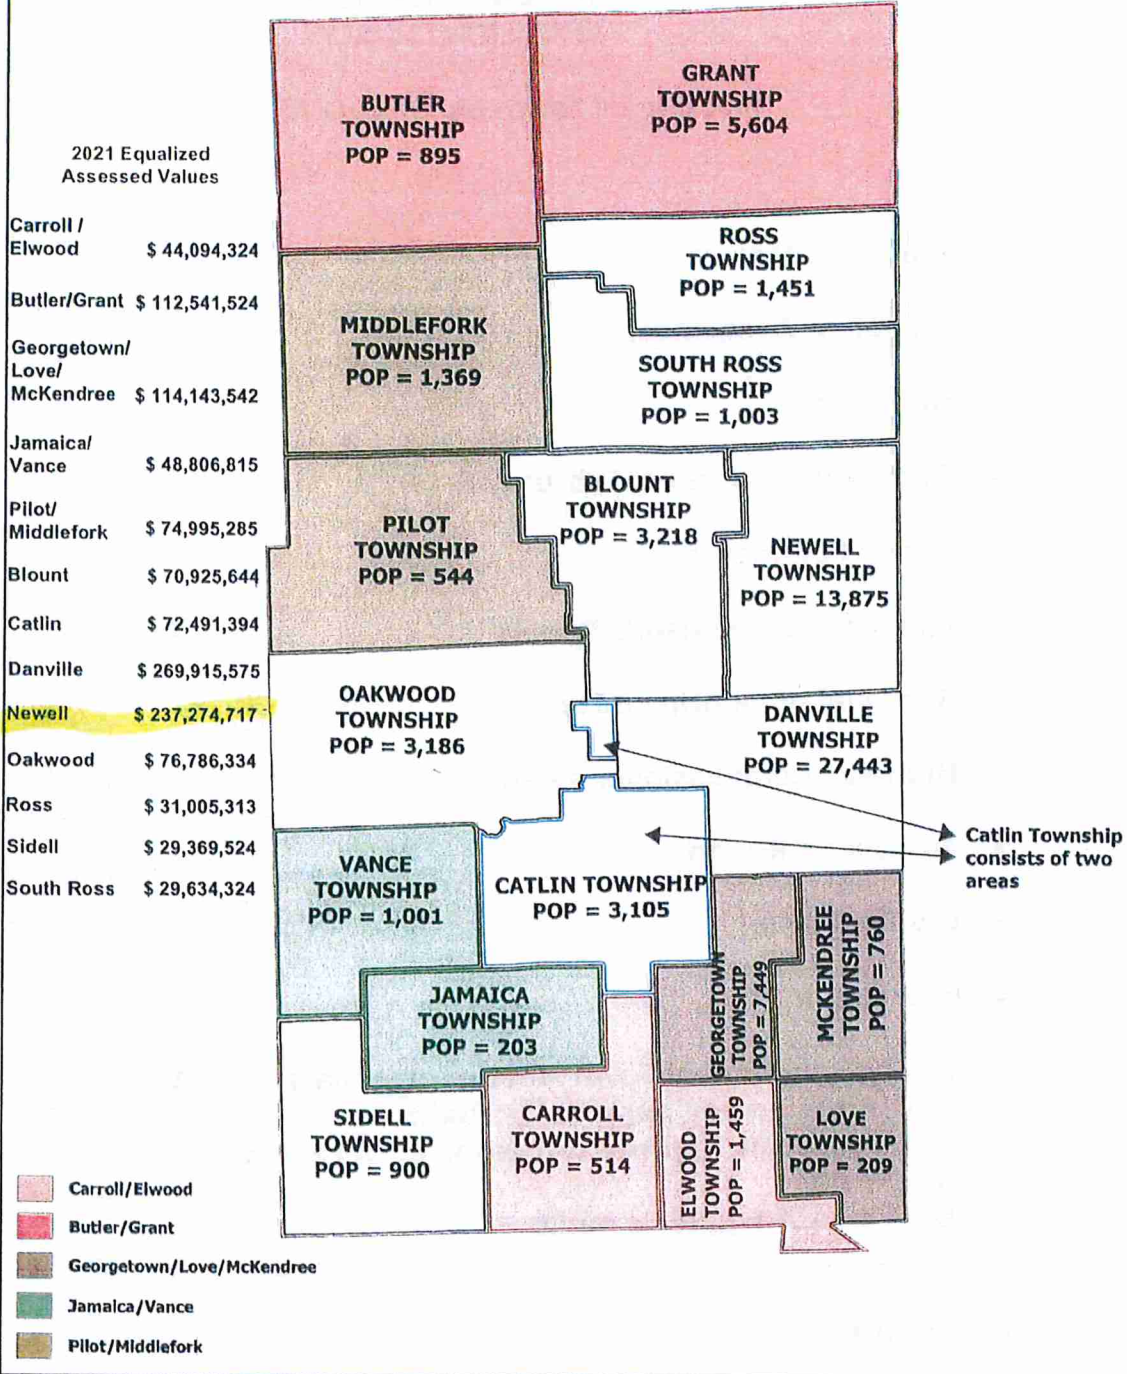 2021 Equalized
Assessed Values
Carroll /
Elwood $ 44,094,324
Butler/Grant $ 112,541,524
Georgetown/
Love/
McKendree $ 114,143,542
Jamaica/
Vance $ 48,806,815
Pilot/
Middlefork $ 74,995,285
Blount $ 70,925,644
Catlin $ 72,491,394
Danville $ 269,915,575
Newell $ 237,274,717
Oakwood $ 76,786,334
Ross $ 31,005,313
Sidell $ 29,369,524
South Ross $ 29,634,324
BUTLER
TOWNSHIP
POP = 895
GRANT
TOWNSHIP
POP = 5,604
ROSS
TOWNSHIP
POP = 1,451
MIDDLEFORK
TOWNSHIP
POP = 1,369
SOUTH ROSS
TOWNSHIP
POP = 1,003
PILOT
TOWNSHIP
POP = 544
BLOUNT
TOWNSHIP
POP = 3,218
NEWELL
TOWNSHIP
POP = 13,875
OAKWOOD
TOWNSHIP
POP = 3,186
DANVILLE
TOWNSHIP
POP = 27,443
Catlin Township
consists of two
areas
VANCE
TOWNSHIP
POP = 1,001
CATLIN TOWNSHIP
POP = 3,105
GEORGETOWN
TOWNSHIP
POP = 7,449
MCKENDREE
TOWNSHIP
POP = 760
JAMAICA
TOWNSHIP
POP = 203
SIDELL
TOWNSHIP
POP = 900
CARROLL
TOWNSHIP
POP = 514
ELWOOD
TOWNSHIP
POP = 1,459
LOVE
TOWNSHIP
POP = 209
Carroll/Elwood
Butler/Grant
Georgetown/Love/McKendree
Jamaica/Vance
Pilot/Middlefork